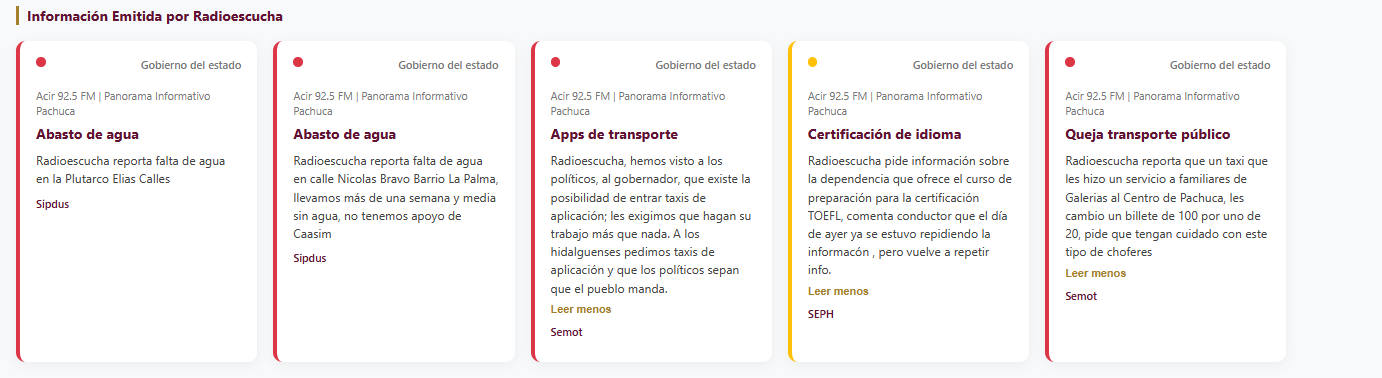 Información Emitida por Radioescucha
Gobierno del estado
Acir 92.5 FM | Panorama Informativo
Pachuca
Abasto de agua
Radioescucha reporta falta de agua
en la Plutarco Elias Calles
Sipdus
Gobierno del estado
Acir 92.5 FM | Panorama Informativo
Pachuca
Abasto de agua
Radioescucha reporta falta de agua
en calle Nicolas Bravo Barrio La Palma,
llevamos más de una semana y media
sin agua, no tenemos apoyo de
Caasim
Sipdus
Gobierno del estado
Acir 92.5 FM | Panorama Informativo
Pachuca
Apps de transporte
Radioescucha, hemos visto a los
políticos, al gobernador, que existe la
posibilidad de entrar taxis de
aplicación; les exigimos que hagan su
trabajo más que nada. A los
hidalguenses pedimos taxis de
aplicación y que los políticos sepan
que el pueblo manda.
Leer menos
Semot
Gobierno del estado
Acir 92.5 FM | Panorama Informativo
Pachuca
Certificación de idioma
Radioescucha pide información sobre
la dependencia que ofrece el curso de
preparación para la certificación
TOEFL, comenta conductor que el día
de ayer ya se estuvo repidiendo la
informacón , pero vuelve a repetir
info.
Leer menos
SEPH
Gobierno del estado
Acir 92.5 FM | Panorama Informativo
Pachuca
Queja transporte público
Radioescucha reporta que un taxi que
les hizo un servicio a familiares de
Galerias al Centro de Pachuca, les
cambio un billete de 100 por uno de
20, pide que tengan cuidado con este
tipo de choferes
Leer menos
Semot